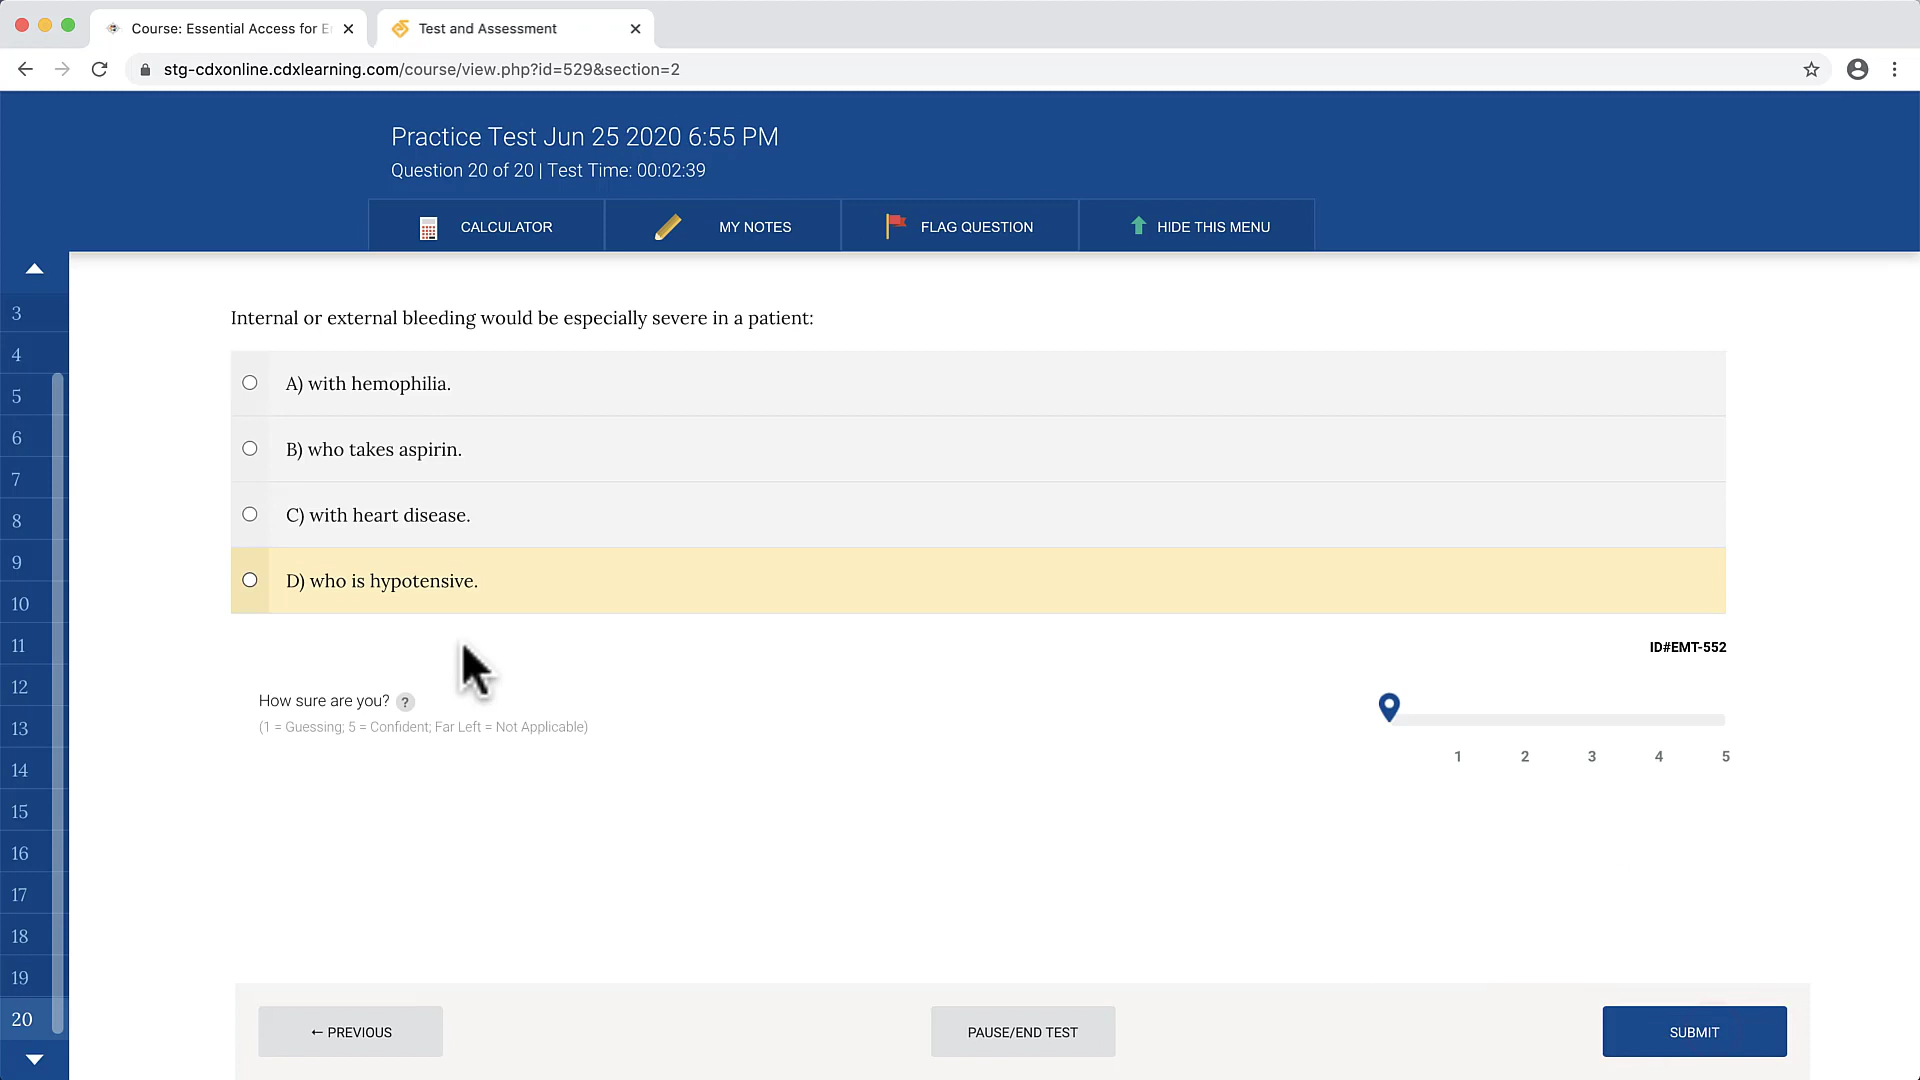 Course: Essential Access for E
Test and Assessment
stg-cdxonline.cdxlearning.com/course/view.php?id=529&section=2
Practice Test Jun 25 2020 6:55 PM
Question 20 of 20 | Test Time: 00:02:39
CALCULATOR
MY NOTES
FLAG QUESTION
HIDE THIS MENU
3
4
5
6
7
8
9
10
11
12
13
14
15
16
17
18
19
20
Internal or external bleeding would be especially severe in a patient:
A) with hemophilia.
B) who takes aspirin.
C) with heart disease.
D) who is hypotensive.
ID#EMT-552
How sure are you? ?
(1 = Guessing; 5 = Confident; Far Left = Not Applicable)
1 2 3 4 5
← PREVIOUS
PAUSE/END TEST
SUBMIT